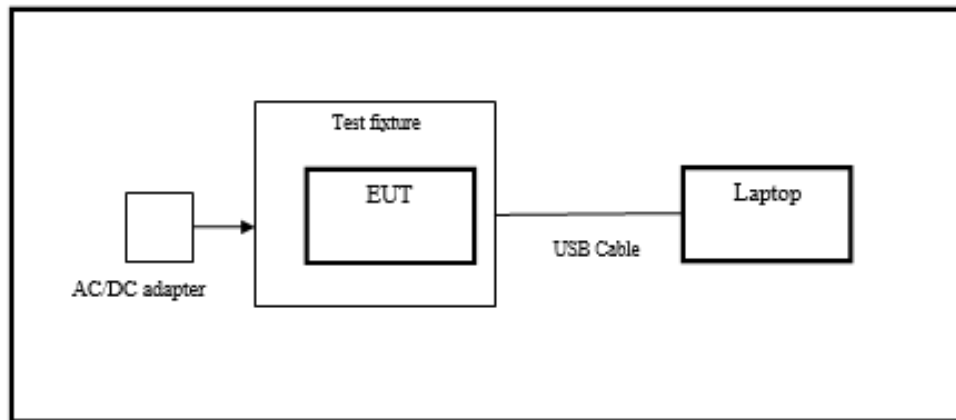 Test fixture
EUT
Laptop
USB Cable
AC/DC adapter